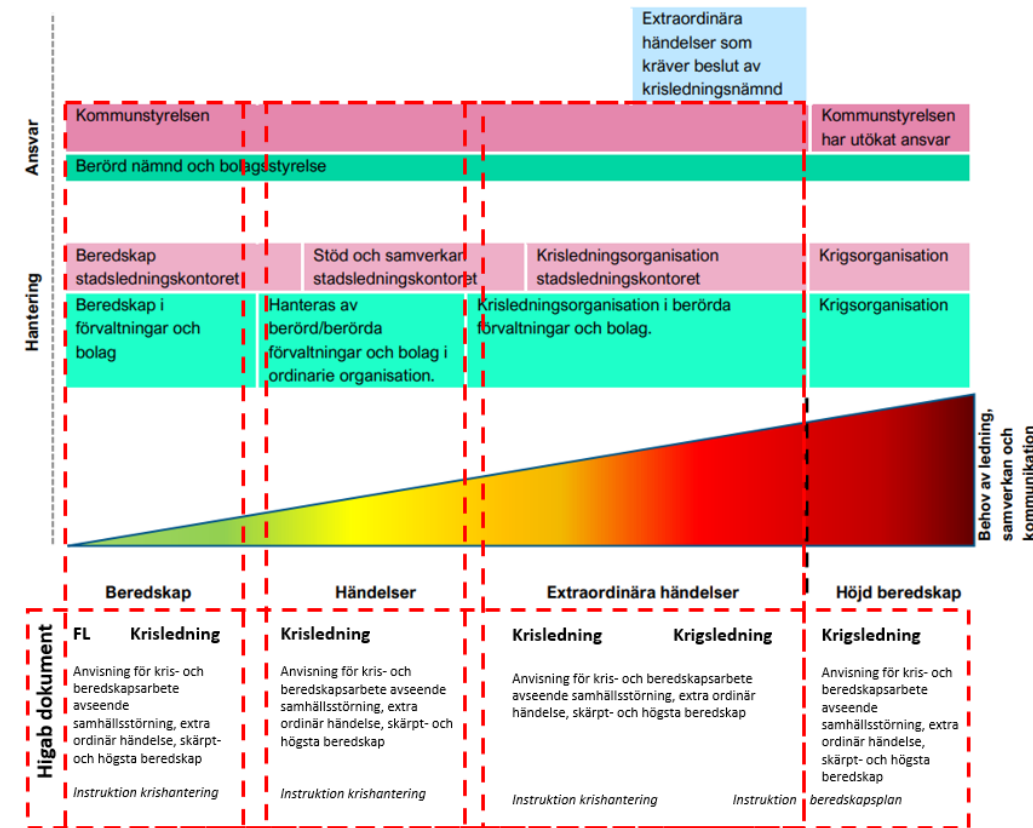 Extraordinära
händelser som
kräver beslut av
krisledningsnämnd
Ansvar
Kommunstyrelsen
Kommunstyrelsen
har utökat ansvar
Berörd nämnd och bolagsstyrelse
Hantering
Beredskap
stadsledningskontoret
Stöd och samverkan
stadsledningskontoret
Krisledningsorganisation
stadsledningskontoret
Krigsorganisation
Beredskap i
förvaltningar och
bolag
Hanteras av
berörd/berörda
förvaltningar och bolag i
ordinarie organisation.
Krisledningsorganisation i berörda
förvaltningar och bolag.
Krigsorganisation
Behov av ledning,
samverkan och
kommunikation
Beredskap
Händelser
Extraordinära händelser
Höjd beredskap
Higab dokument
FL Krisledning
Anvisning för kris- och
beredskapsarbete
avseende
samhällsstörning, extra
ordinär händelse, skärpt-
och högsta beredskap
Instruktion krishantering
Krisledning
Anvisning för kris- och
beredskapsarbete avseende
samhällsstörning, extra
ordinär händelse, skärpt- och
högsta beredskap
Instruktion krishantering
Krisledning Krigsledning
Anvisning för kris- och beredskapsarbete
avseende samhällsstörning, extra ordinär
händelse, skärpt- och högsta beredskap
Instruktion krishantering
Krigsledning
Anvisning för kris- och
beredskapsarbete
avseende
samhällsstörning, extra
ordinär händelse,
skärpt- och högsta
beredskap
Instruktion beredskapsplan